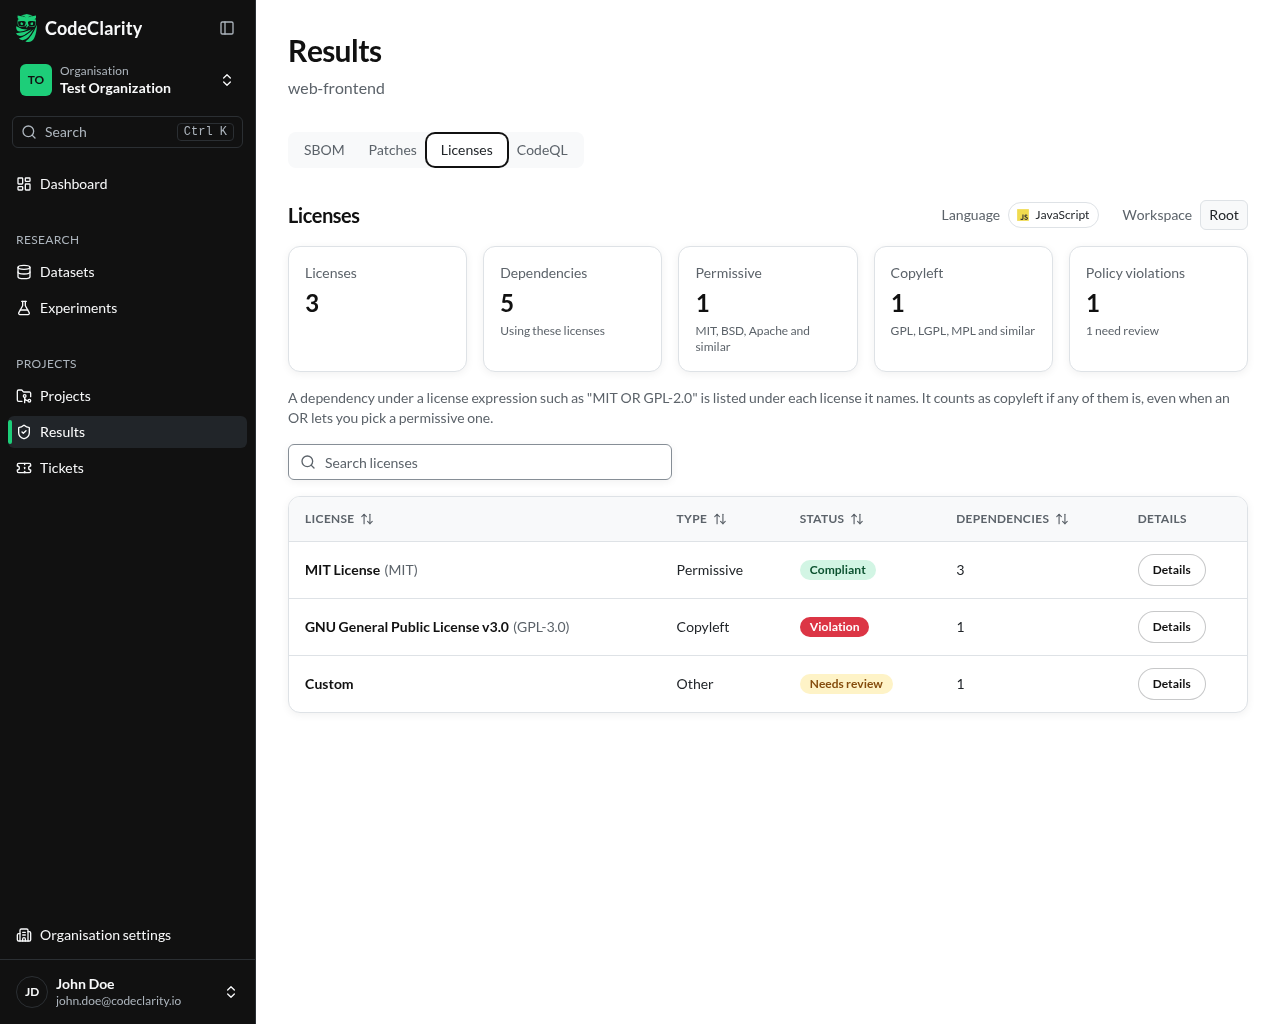 CodeClarity
TO
Organisation
Test Organization
Search
Ctrl K
Dashboard
RESEARCH
Datasets
Experiments
PROJECTS
Projects
Results
Tickets
Organisation settings
JD
John Doe
john.doe@codeclarity.io
Results
web-frontend
SBOM
Patches
Licenses
CodeQL
Licenses
Language
JS
JavaScript
Workspace
Root
Licenses
3
Dependencies
5
Using these licenses
Permissive
1
MIT, BSD, Apache and
similar
Copyleft
1
GPL, LGPL, MPL and similar
Policy violations
1
1 need review
A dependency under a license expression such as "MIT OR GPL-2.0" is listed under each license it names. It counts as copyleft if any of them is, even when an
OR lets you pick a permissive one.
Search licenses
LICENSE TYPE STATUS DEPENDENCIES DETAILS
MIT License (MIT) Permissive Compliant 3 Details
GNU General Public License v3.0 (GPL-3.0) Copyleft Violation 1 Details
Custom Other Needs review 1 Details